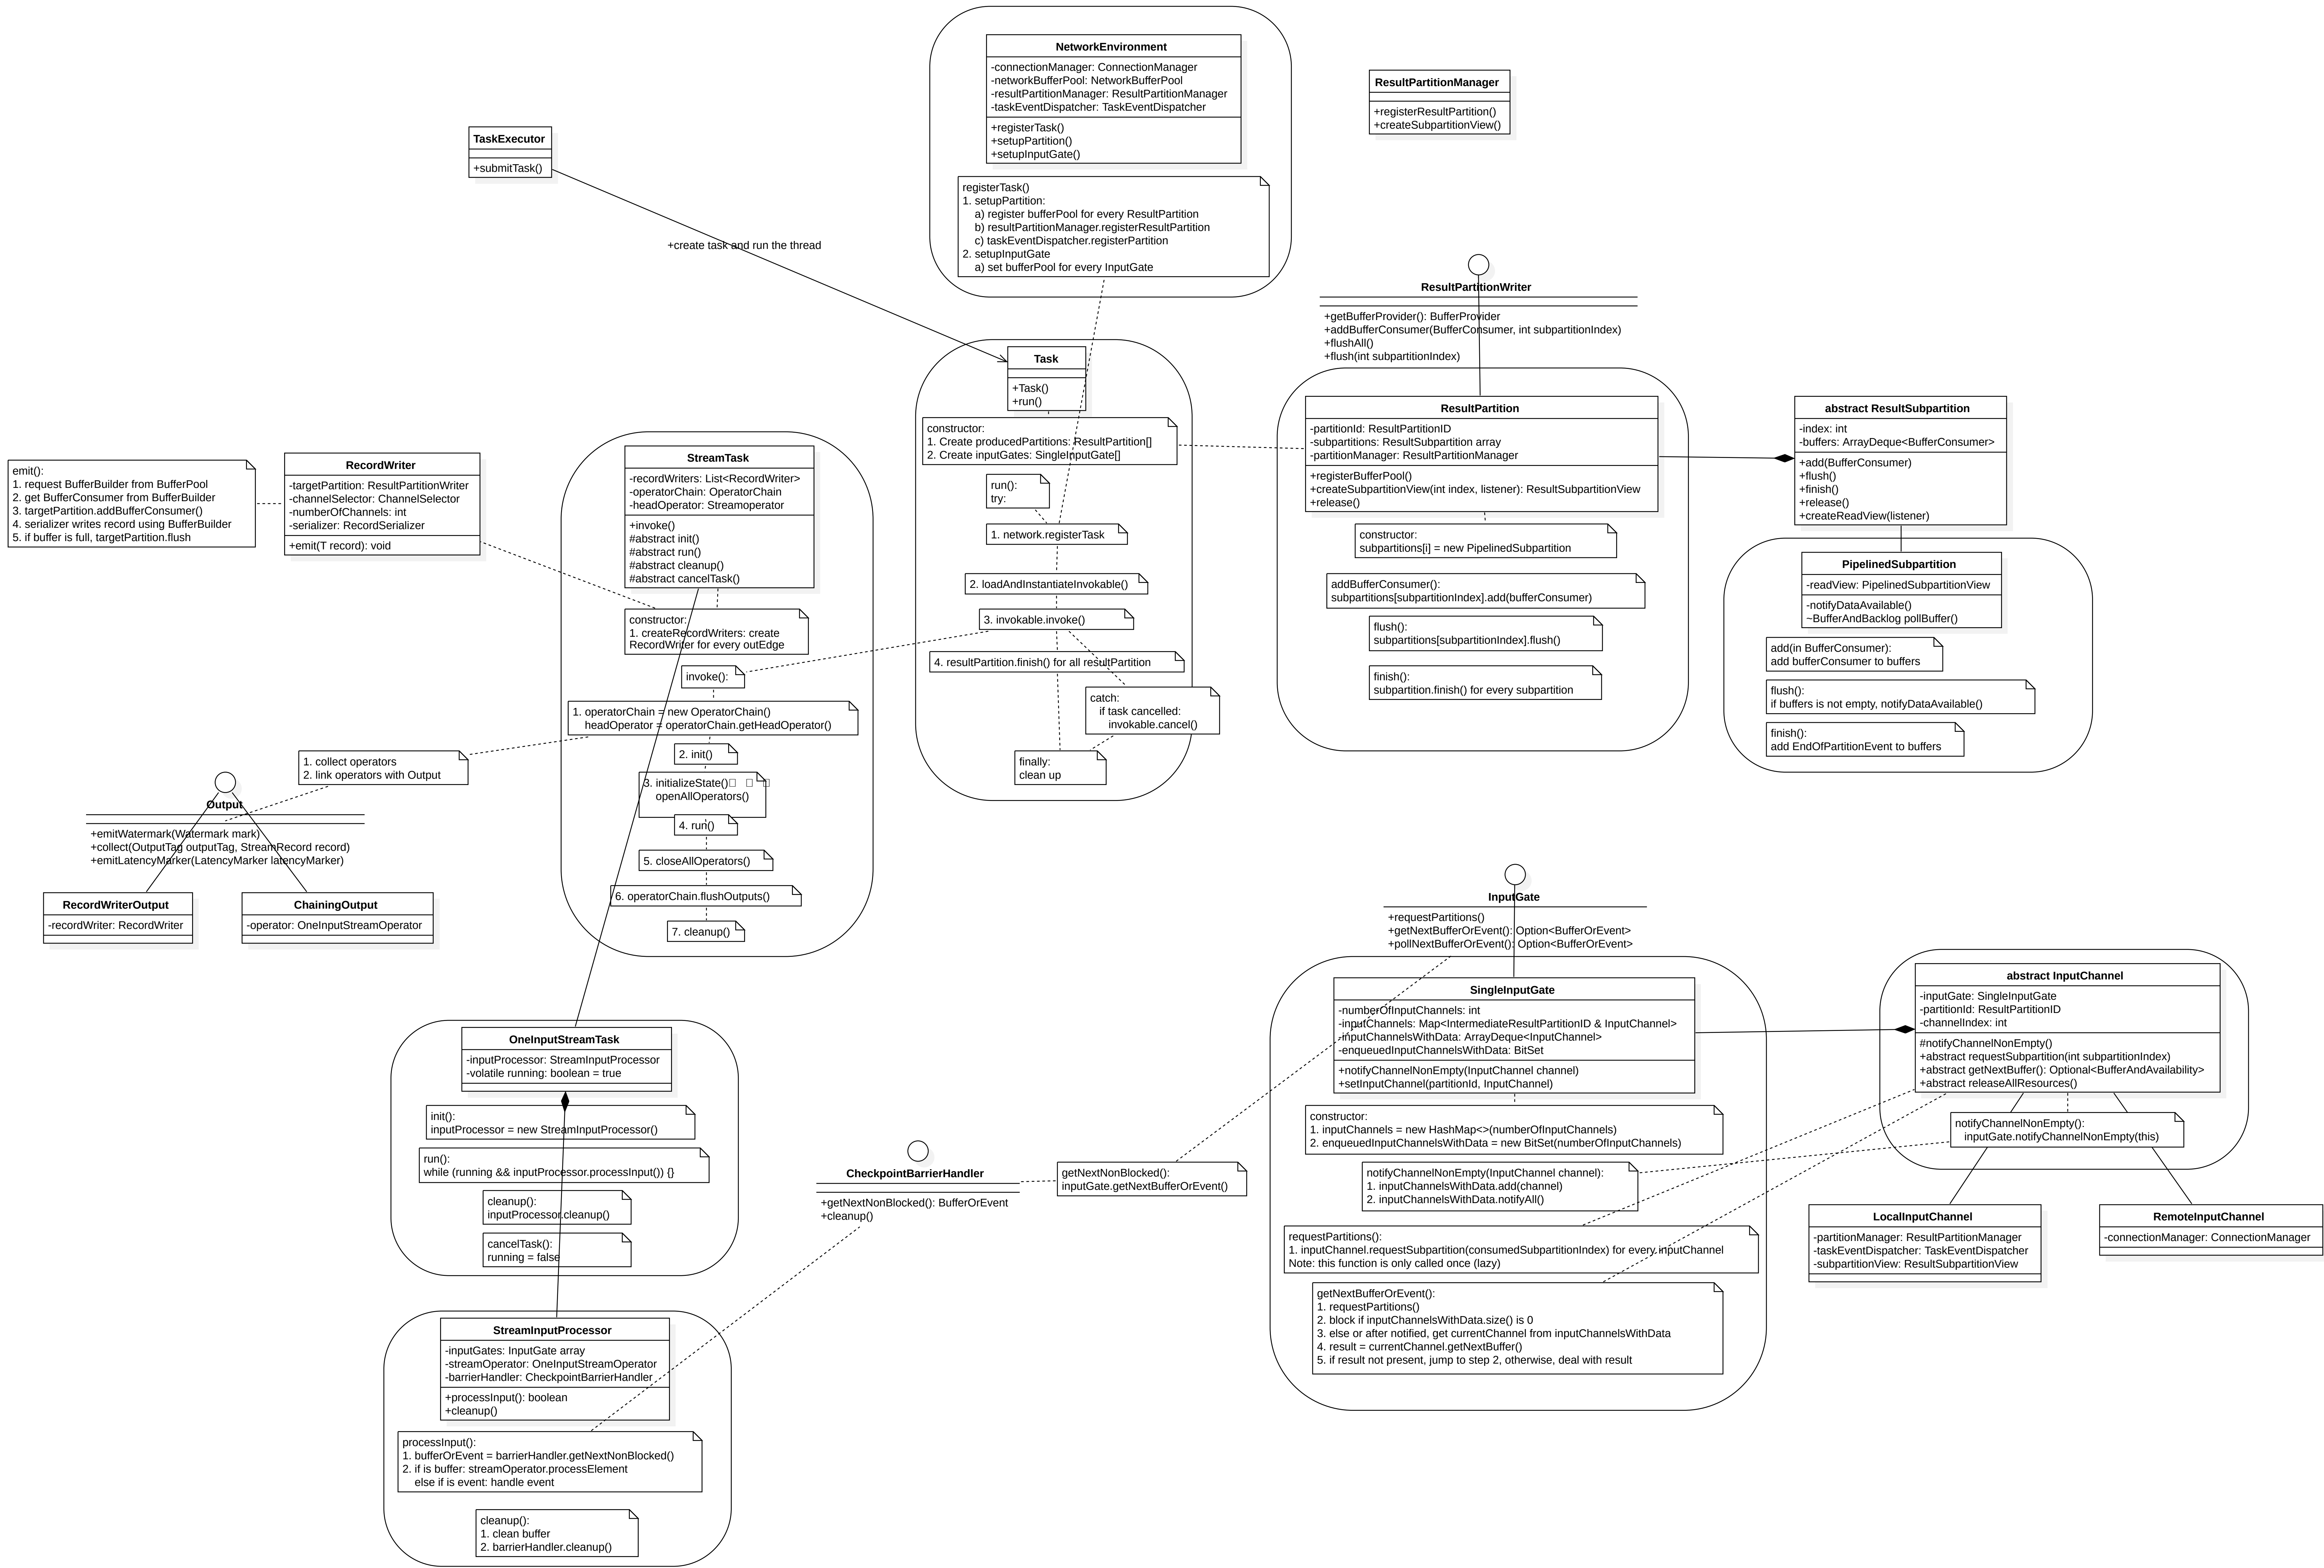 NetworkEnvironment
-connectionManager: ConnectionManager
-networkBufferPool: NetworkBufferPool
-resultPartitionManager: ResultPartitionManager
-taskEventDispatcher: TaskEventDispatcher
+registerTask()
+setupPartition()
+setupInputGate()
registerTask()
1. setupPartition:
a) register bufferPool for every ResultPartition
b) resultPartitionManager.registerResultPartition
c) taskEventDispatcher.registerPartition
2. setupInputGate
a) set bufferPool for every InputGate
ResultPartitionManager
+registerResultPartition()
+createSubpartitionView()
TaskExecutor
+submitTask()
+create task and run the thread
ResultPartitionWriter
+getBufferProvider(): BufferProvider
+addBufferConsumer(BufferConsumer, int subpartitionIndex)
+flushAll()
+flush(int subpartitionIndex)
Task
+Task()
+run()
constructor:
1. Create producedPartitions: ResultPartition[]
2. Create inputGates: SingleInputGate[]
run():
try:
1. network.registerTask
2. loadAndInstantiateInvokable()
3. invokable.invoke()
4. resultPartition.finish() for all resultPartition
catch:
if task cancelled:
invokable.cancel()
finally:
clean up
ResultPartition
-partitionId: ResultPartitionID
-subpartitions: ResultSubpartition array
-partitionManager: ResultPartitionManager
+registerBufferPool()
+createSubpartitionView(int index, listener): ResultSubpartitionView
+release()
constructor:
subpartitions[i] = new PipelinedSubpartition
addBufferConsumer():
subpartitions[subpartitionIndex].add(bufferConsumer)
flush():
subpartitions[subpartitionIndex].flush()
finish():
subpartition.finish() for every subpartition
abstract ResultSubpartition
-index: int
-buffers: ArrayDeque<BufferConsumer>
+add(BufferConsumer)
+flush()
+finish()
+release()
+createReadView(listener)
PipelinedSubpartition
-readView: PipelinedSubpartitionView
-notifyDataAvailable()
~BufferAndBacklog pollBuffer()
add(in BufferConsumer):
add bufferConsumer to buffers
flush():
if buffers is not empty, notifyDataAvailable()
finish():
add EndOfPartitionEvent to buffers
emit():
1. request BufferBuilder from BufferPool
2. get BufferConsumer from BufferBuilder
3. targetPartition.addBufferConsumer()
4. serializer writes record using BufferBuilder
5. if buffer is full, targetPartition.flush
RecordWriter
-targetPartition: ResultPartitionWriter
-channelSelector: ChannelSelector
-numberOfChannels: int
-serializer: RecordSerializer
+emit(T record): void
StreamTask
-recordWriters: List<RecordWriter>
-operatorChain: OperatorChain
-headOperator: Streamoperator
+invoke()
#abstract init()
#abstract run()
#abstract cleanup()
#abstract cancelTask()
constructor:
1. createRecordWriters: create
RecordWriter for every outEdge
invoke():
1. operatorChain = new OperatorChain()
headOperator = operatorChain.getHeadOperator()
2. init()
3. initializeState()
openAllOperators()
4. run()
5. closeAllOperators()
6. operatorChain.flushOutputs()
7. cleanup()
1. collect operators
2. link operators with Output
Output
+emitWatermark(Watermark mark)
+collect(OutputTag outputTag, StreamRecord record)
+emitLatencyMarker(LatencyMarker latencyMarker)
RecordWriterOutput
-recordWriter: RecordWriter
ChainingOutput
-operator: OneInputStreamOperator
OneInputStreamTask
-inputProcessor: StreamInputProcessor
-volatile running: boolean = true
init():
inputProcessor = new StreamInputProcessor()
run():
while (running && inputProcessor.processInput()) {}
cleanup():
inputProcessor.cleanup()
cancelTask():
running = false
StreamInputProcessor
-inputGates: InputGate array
-streamOperator: OneInputStreamOperator
-barrierHandler: CheckpointBarrierHandler
+processInput(): boolean
+cleanup()
processInput():
1. bufferOrEvent = barrierHandler.getNextNonBlocked()
2. if is buffer: streamOperator.processElement
else if is event: handle event
cleanup():
1. clean buffer
2. barrierHandler.cleanup()
CheckpointBarrierHandler
+getNextNonBlocked(): BufferOrEvent
+cleanup()
getNextNonBlocked():
inputGate.getNextBufferOrEvent()
InputGate
+requestPartitions()
+getNextBufferOrEvent(): Option<BufferOrEvent>
+pollNextBufferOrEvent(): Option<BufferOrEvent>
SingleInputGate
-numberOfInputChannels: int
-inputChannels: Map<IntermediateResultPartitionID & InputChannel>
-inputChannelsWithData: ArrayDeque<InputChannel>
-enqueuedInputChannelsWithData: BitSet
+notifyChannelNonEmpty(InputChannel channel)
+setInputChannel(partitionId, InputChannel)
constructor:
1. inputChannels = new HashMap<>(numberOfInputChannels)
2. enqueuedInputChannelsWithData = new BitSet(numberOfInputChannels)
notifyChannelNonEmpty(InputChannel channel):
1. inputChannelsWithData.add(channel)
2. inputChannelsWithData.notifyAll()
requestPartitions():
1. inputChannel.requestSubpartition(consumedSubpartitionIndex) for every inputChannel
Note: this function is only called once (lazy)
getNextBufferOrEvent():
1. requestPartitions()
2. block if inputChannelsWithData.size() is 0
3. else or after notified, get currentChannel from inputChannelsWithData
4. result = currentChannel.getNextBuffer()
5. if result not present, jump to step 2, otherwise, deal with result
abstract InputChannel
-inputGate: SingleInputGate
-partitionId: ResultPartitionID
-channelIndex: int
#notifyChannelNonEmpty()
+abstract requestSubpartition(int subpartitionIndex)
+abstract getNextBuffer(): Optional<BufferAndAvailability>
+abstract releaseAllResources()
notifyChannelNonEmpty():
inputGate.notifyChannelNonEmpty(this)
LocalInputChannel
-partitionManager: ResultPartitionManager
-taskEventDispatcher: TaskEventDispatcher
-subpartitionView: ResultSubpartitionView
RemoteInputChannel
-connectionManager: ConnectionManager